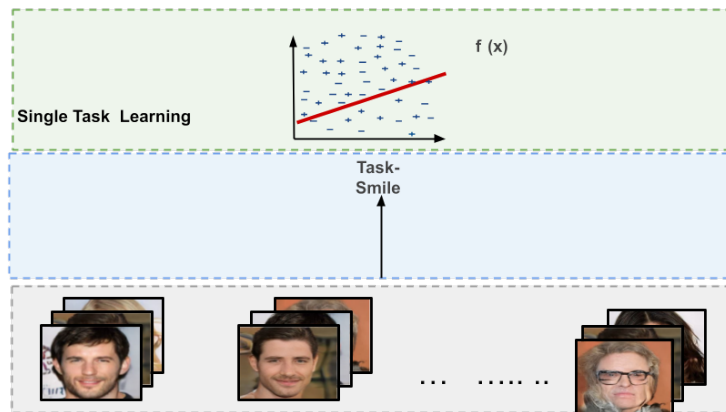 f (x)
Single Task Learning
Task-
Smile
... ..... ..